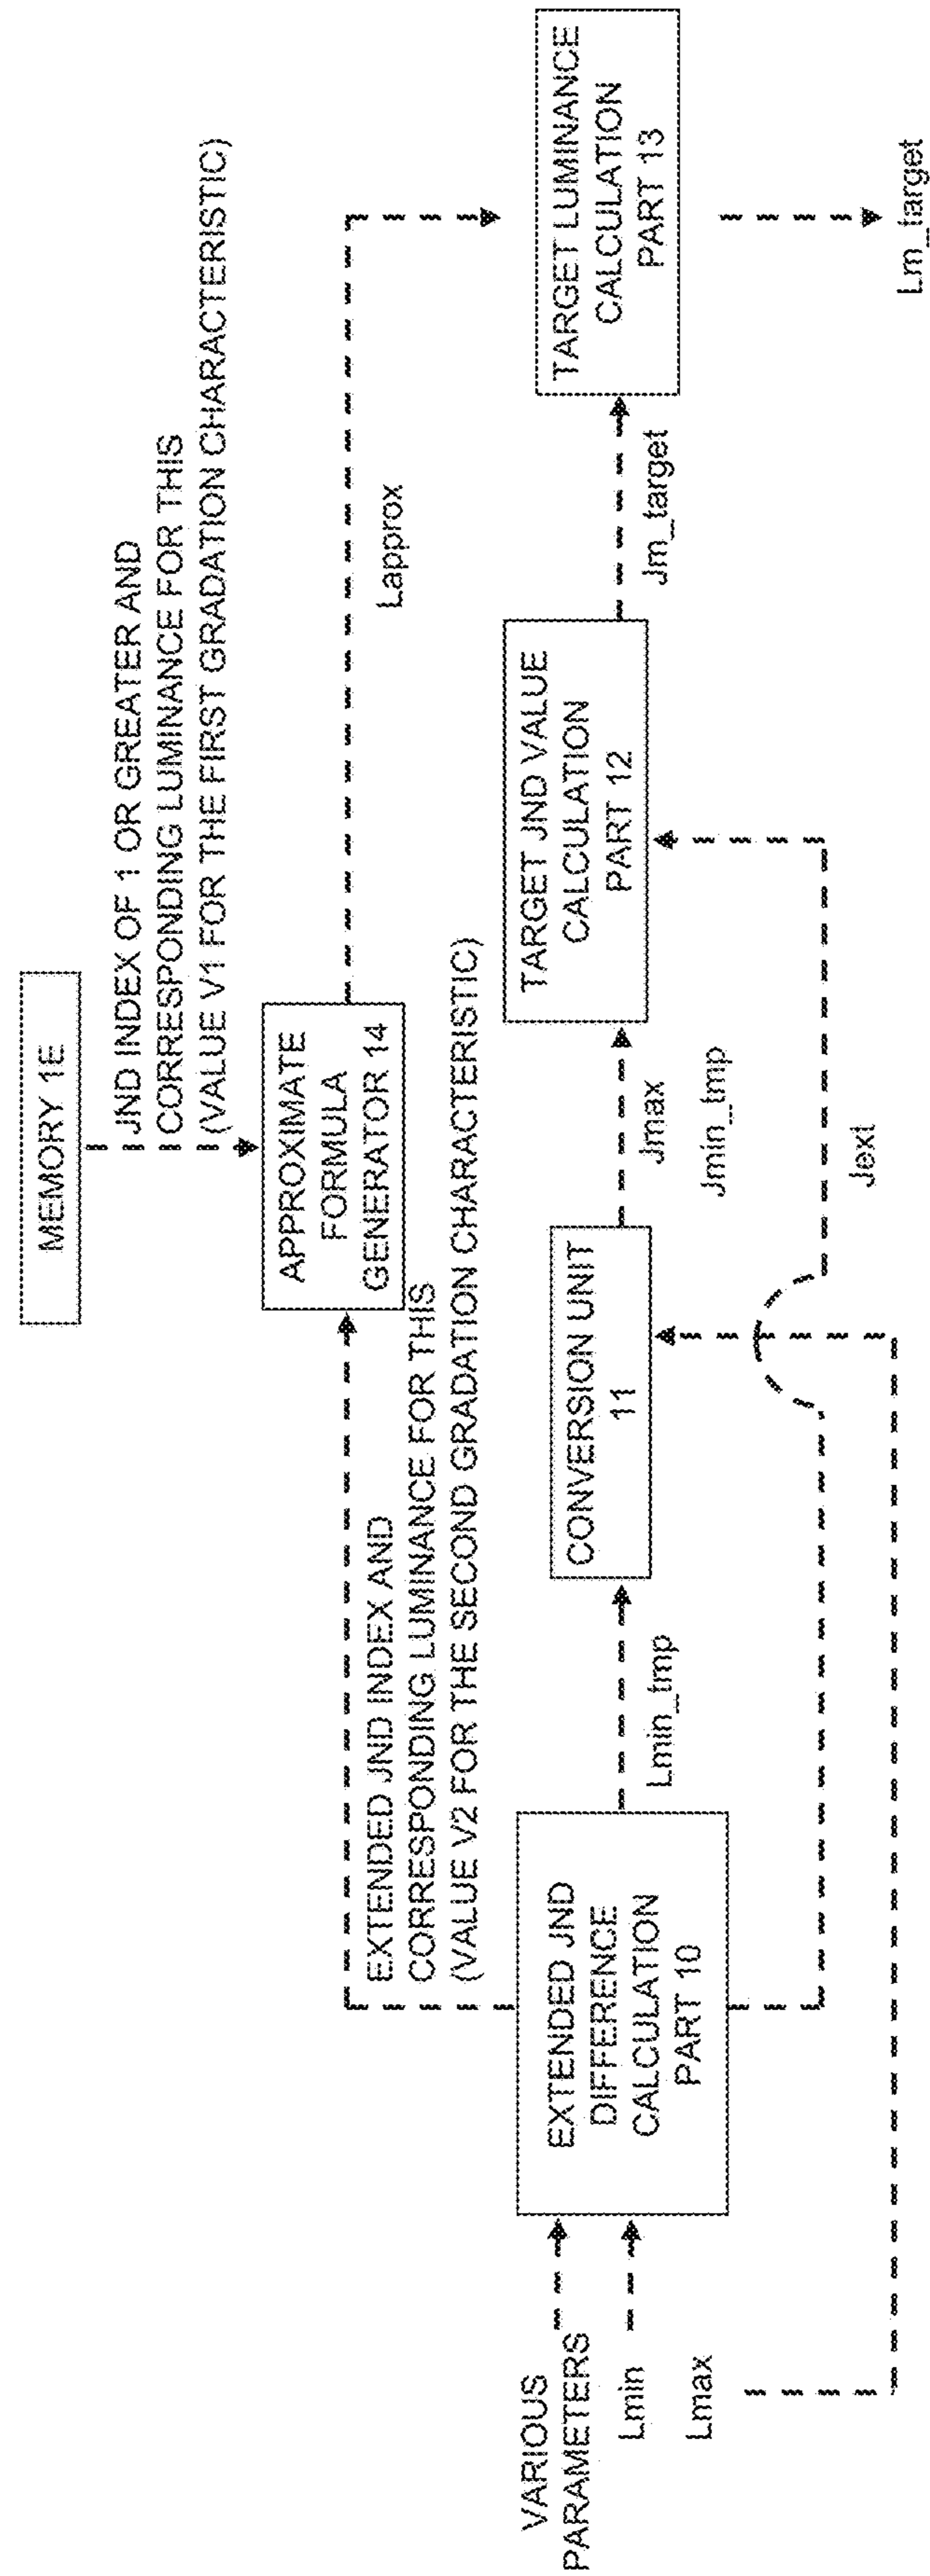 MEMORY 1E
JND INDEX OF 1 OR GREATER AND
CORRESPONDING LUMINANCE FOR THIS
(VALUE V1 FOR THE FIRST GRADATION CHARACTERISTIC)
APPROXIMATE
FORMULA
GENERATOR 14
EXTENDED JND INDEX AND
CORRESPONDING LUMINANCE FOR THIS
(VALUE V2 FOR THE SECOND GRADATION CHARACTERISTIC)
Lapprox
VARIOUS
PARAMETERS
Lmin
Lmax
EXTENDED JND
DIFFERENCE
CALCULATION
PART 10
Lmin_tmp
CONVERSION UNIT
11
Jmax
Jmin_tmp
TARGET JND VALUE
CALCULATION
PART 12
Jext
Jm_target
TARGET LUMINANCE
CALCULATION
PART 13
Lm_target